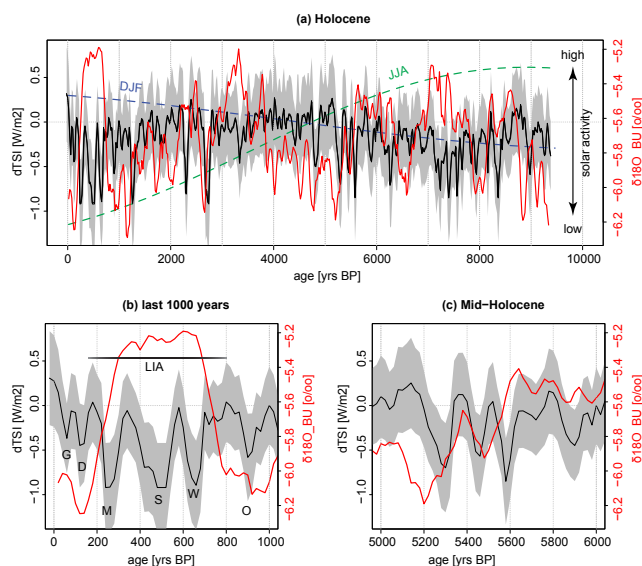 (a) Holocene
0.5
0.0
−0.5
−1.0
dTSI [W/m2]
DJF
JJA
high
solar activity
low
−5.2
−5.4
−5.6
−5.8
−6.0
−6.2
δ18O_BU [o/oo]
0 2000 4000 6000 8000 10000
age [yrs BP]
(b) last 1000 years
0.5
0.0
−0.5
−1.0
dTSI [W/m2]
LIA
G
D
M
S
W
O
−5.2
−5.4
−5.6
−5.8
−6.0
−6.2
δ18O_BU [o/oo]
0 200 400 600 800 1000
age [yrs BP]
(c) Mid−Holocene
0.5
0.0
−0.5
−1.0
dTSI [W/m2]
−5.2
−5.4
−5.6
−5.8
−6.0
−6.2
δ18O_BU [o/oo]
5000 5200 5400 5600 5800 6000
age [yrs BP]